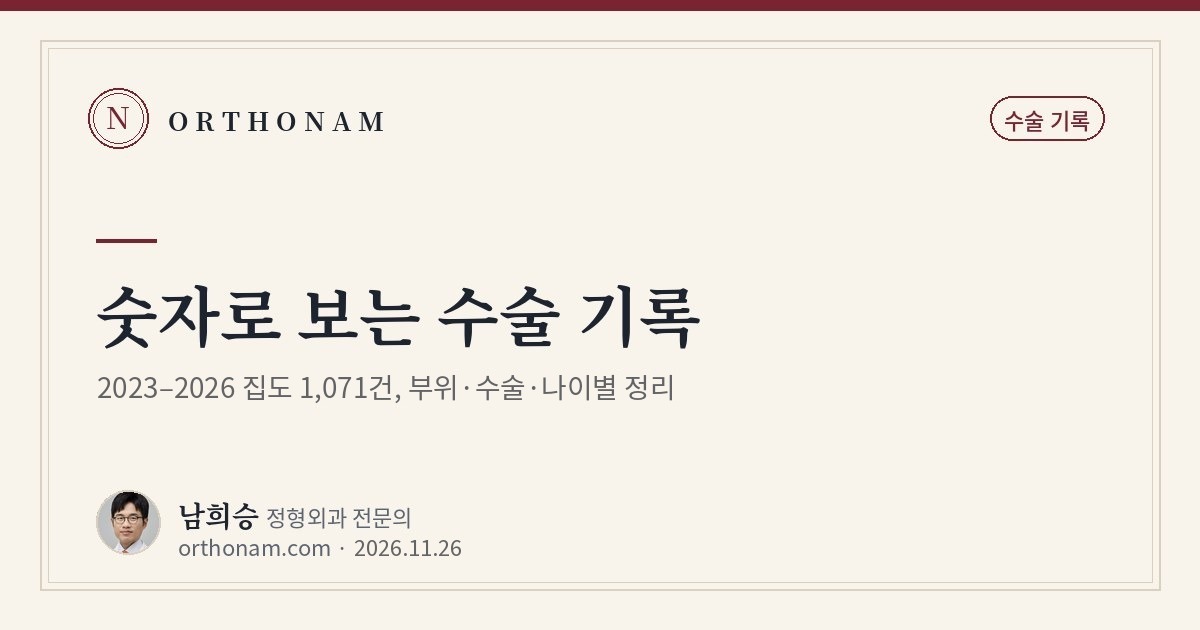 N ORTHONAM
수술 기록
숫자로 보는 수술 기록
2023–2026 집도 1,071건, 부위·수술·나이별 정리
남희승 정형외과 전문의
orthonam.com · 2026.11.26